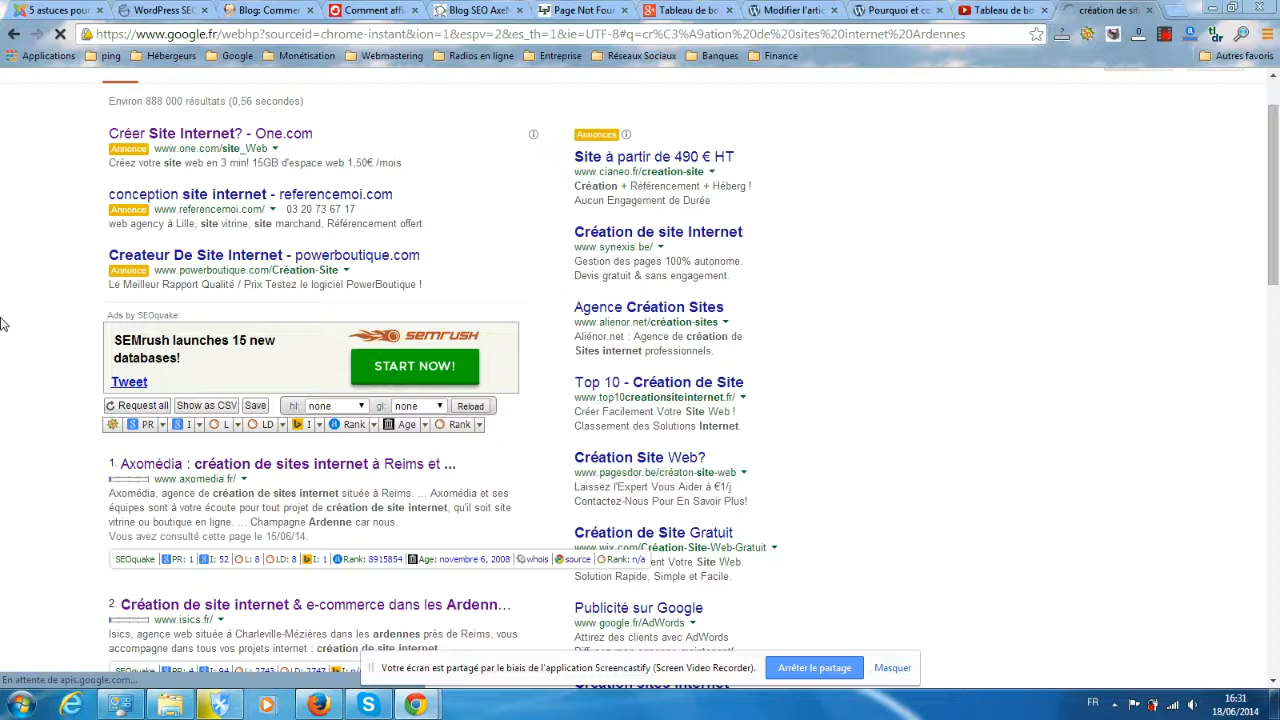 5 astuces pour
WordPress SEC
Blog: Comme
Comment affi
Blog SEO Axel
Page Not Four
Tableau de bo
Modifier l'arti
Pourquoi et co
Tableau de bo
création de sit
https://www.google.fr/webhp?sourceid=chrome-instant&ion=1&espv=2&es_th=1&ie=UTF-8#q=cr%C3%A9ation%20de%20sites%20internet%20Ardennes
Applications
ping
Hébergeurs
Google
Monétisation
Webmastering
Radios en ligne
Entreprise
Réseaux Sociaux
Banques
Finance
Autres favoris
Environ 888 000 résultats (0,56 secondes)
Créer Site Internet? - One.com
Annonce www.one.com/site_Web
Créez votre site web en 3 min! 15GB d'espace web 1,50€ /mois
conception site internet - referencemoi.com
Annonce www.referencemoi.com/ 03 20 73 67 17
web agency à Lille, site vitrine, site marchand, Référencement offert
Createur De Site Internet - powerboutique.com
Annonce www.powerboutique.com/Création-Site
Le Meilleur Rapport Qualité / Prix Testez le logiciel PowerBoutique !
Ads by SEOquake:
SEMrush launches 15 new
databases!
Tweet
SEMRUSH
START NOW!
Request all Show as CSV Save hl: none gl: none Reload
PR I L LD I Rank Age Rank
1. Axomédia : création de sites internet à Reims et ...
www.axomedia.fr/
Axomédia, agence de création de sites internet située à Reims. ... Axomédia et ses
équipes sont à votre écoute pour tout projet de création de site internet, qu'il soit site
vitrine ou boutique en ligne. ... Champagne Ardenne car nous.
Vous avez consulté cette page le 15/06/14.
SEOquake PR: 1 I: 52 L: 8 LD: 8 I: 1 Rank: 8915854 Age: novembre 6, 2008 whois source Rank: n/a
2. Création de site internet & e-commerce dans les Ardenn...
www.isics.fr/
Isics, agence web située à Charleville-Mézières dans les ardennes près de Reims, vous
accompagne dans tous vos projets internet : création de site internet
Annonces
Site à partir de 490 € HT
www.cianeo.fr/creation-site
Création + Référencement + Héberg !
Aucun Engagement de Durée
Création de site Internet
www.synexis.be/
Gestion des pages 100% autonome.
Devis gratuit & sans engagement.
Agence Création Sites
www.alienor.net/création-sites
Aliénor.net : Agence de création de
Sites internet professionnels.
Top 10 - Création de Site
www.top10creationsiteinternet.fr/
Créer Facilement Votre Site Web !
Classement des Solutions Internet.
Création Site Web?
www.pagesdor.be/créaton-site-web
Laissez l'Expert Vous Aider à €1/j
Contactez-Nous Pour En Savoir Plus!
Création de Site Gratuit
www.wix.com/Création-Site-Web-Gratuit
ent Votre Site Web.
Solution Rapide, Simple et Facile.
Publicité sur Google
www.google.fr/AdWords
Attirez des clients avec AdWords
Votre écran est partagé par le biais de l'application Screencastify (Screen Video Recorder).
Arrêter le partage
Masquer
En attente de apis.google.com...
FR
16:31
18/06/2014